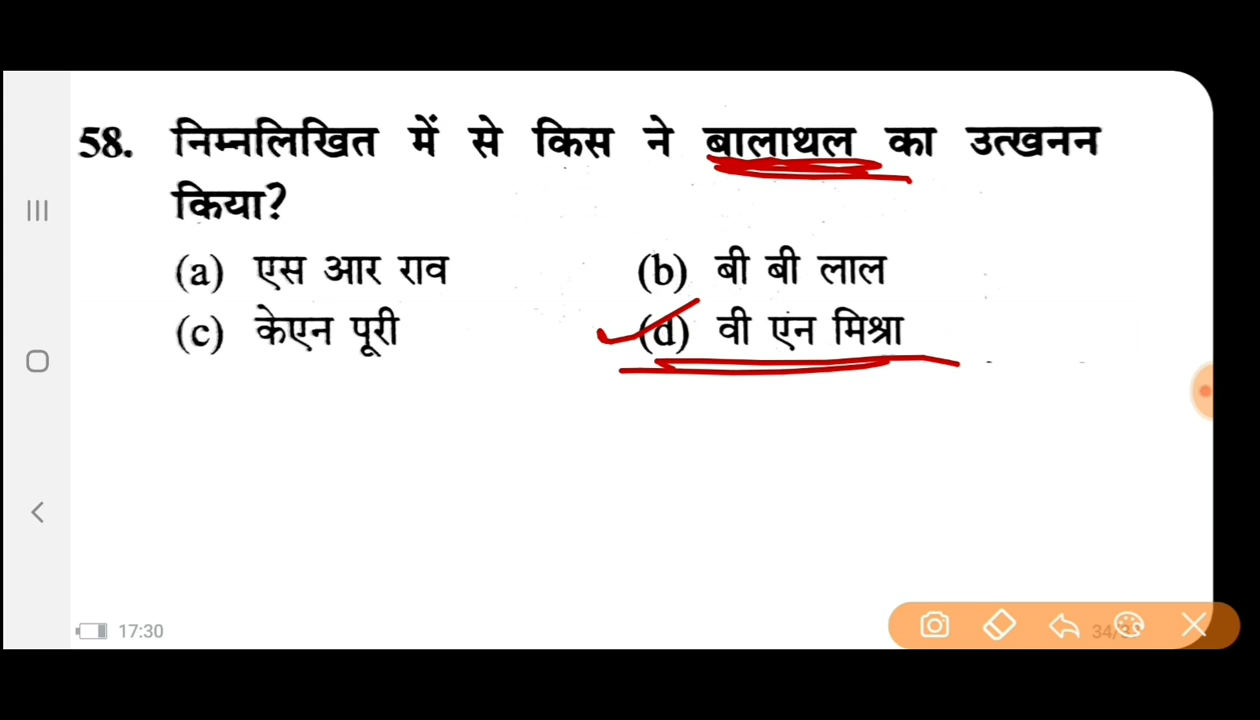 58. निम्नलिखित में से किस ने बालाथल का उत्खनन
किया?
(a) एस आर राव (b) बी बी लाल
(c) केएन पूरी (d) वी एन मिश्रा
17:30